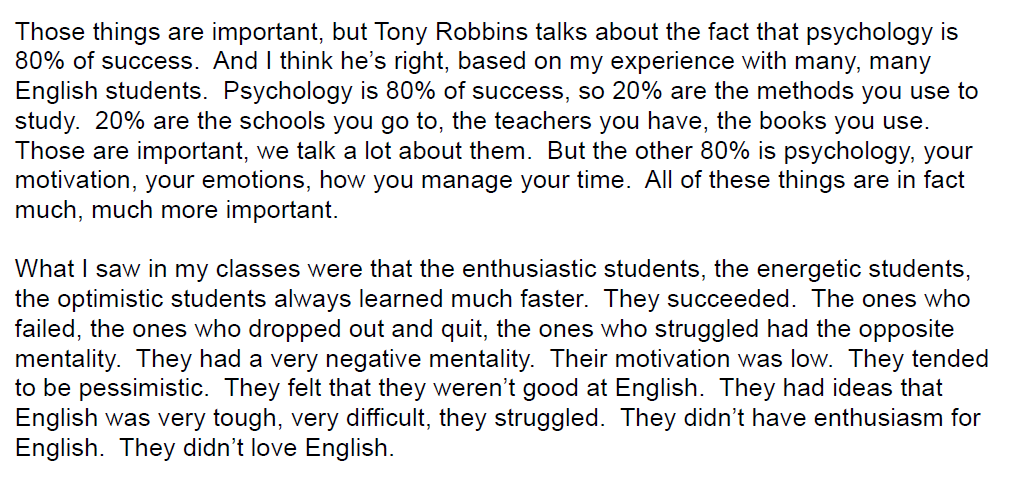 Those things are important, but Tony Robbins talks about the fact that psychology is
80% of success.  And I think he’s right, based on my experience with many, many
English students.  Psychology is 80% of success, so 20% are the methods you use to
study.  20% are the schools you go to, the teachers you have, the books you use.
Those are important, we talk a lot about them.  But the other 80% is psychology, your
motivation, your emotions, how you manage your time.  All of these things are in fact
much, much more important.

What I saw in my classes were that the enthusiastic students, the energetic students,
the optimistic students always learned much faster.  They succeeded.  The ones who
failed, the ones who dropped out and quit, the ones who struggled had the opposite
mentality.  They had a very negative mentality.  Their motivation was low.  They tended
to be pessimistic.  They felt that they weren’t good at English.  They had ideas that
English was very tough, very difficult, they struggled.  They didn’t have enthusiasm for
English.  They didn’t love English.